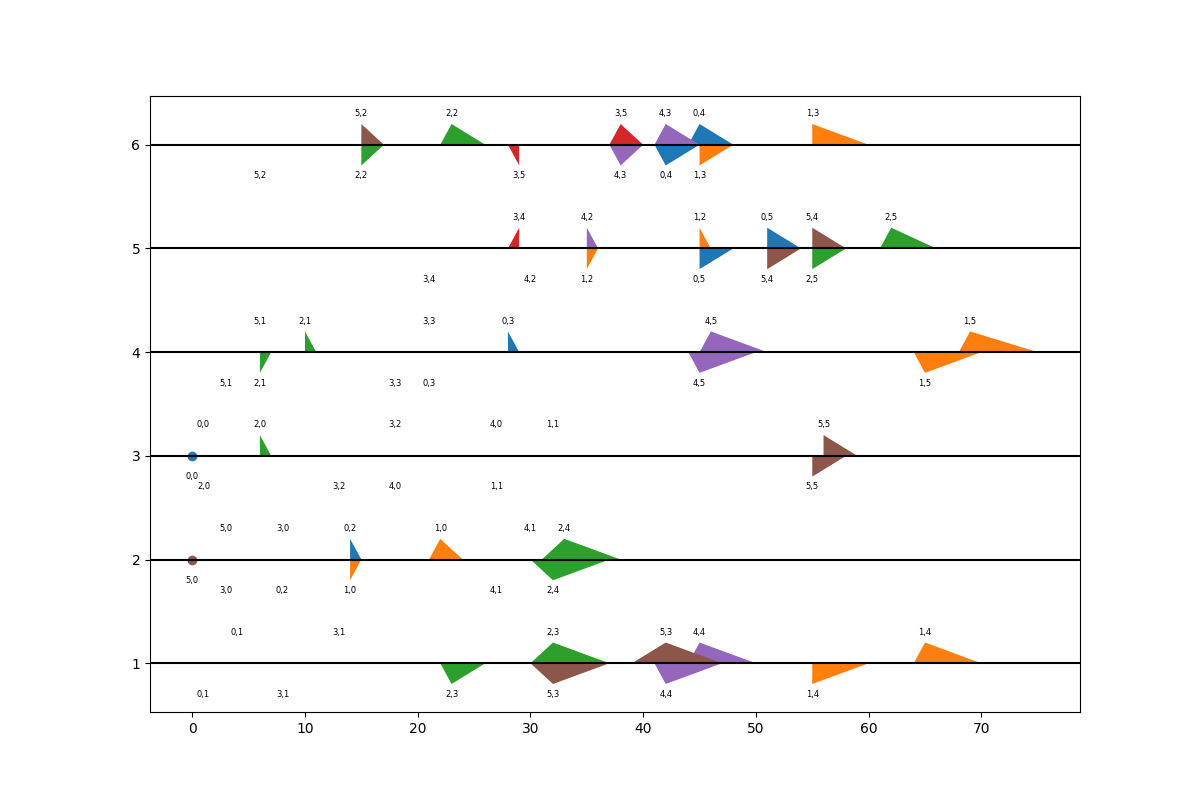 5,2 2,2 3,5 4,3 0,4 1,3
6
5,2 2,2 3,5 4,3 0,4 1,3
3,4 4,2 1,2 0,5 5,4 2,5
5
3,4 4,2 1,2 0,5 5,4 2,5
5,1 2,1 3,3 0,3 4,5 1,5
4
5,1 2,1 3,3 0,3 4,5 1,5
0,0 2,0 3,2 4,0 1,1 5,5
3
0,0
2,0 3,2 4,0 1,1 5,5
5,0 3,0 0,2 1,0 4,1 2,4
2
5,0
3,0 0,2 1,0 4,1 2,4
0,1 3,1 2,3 5,3 4,4 1,4
1
0,1 3,1 2,3 5,3 4,4 1,4
0 10 20 30 40 50 60 70